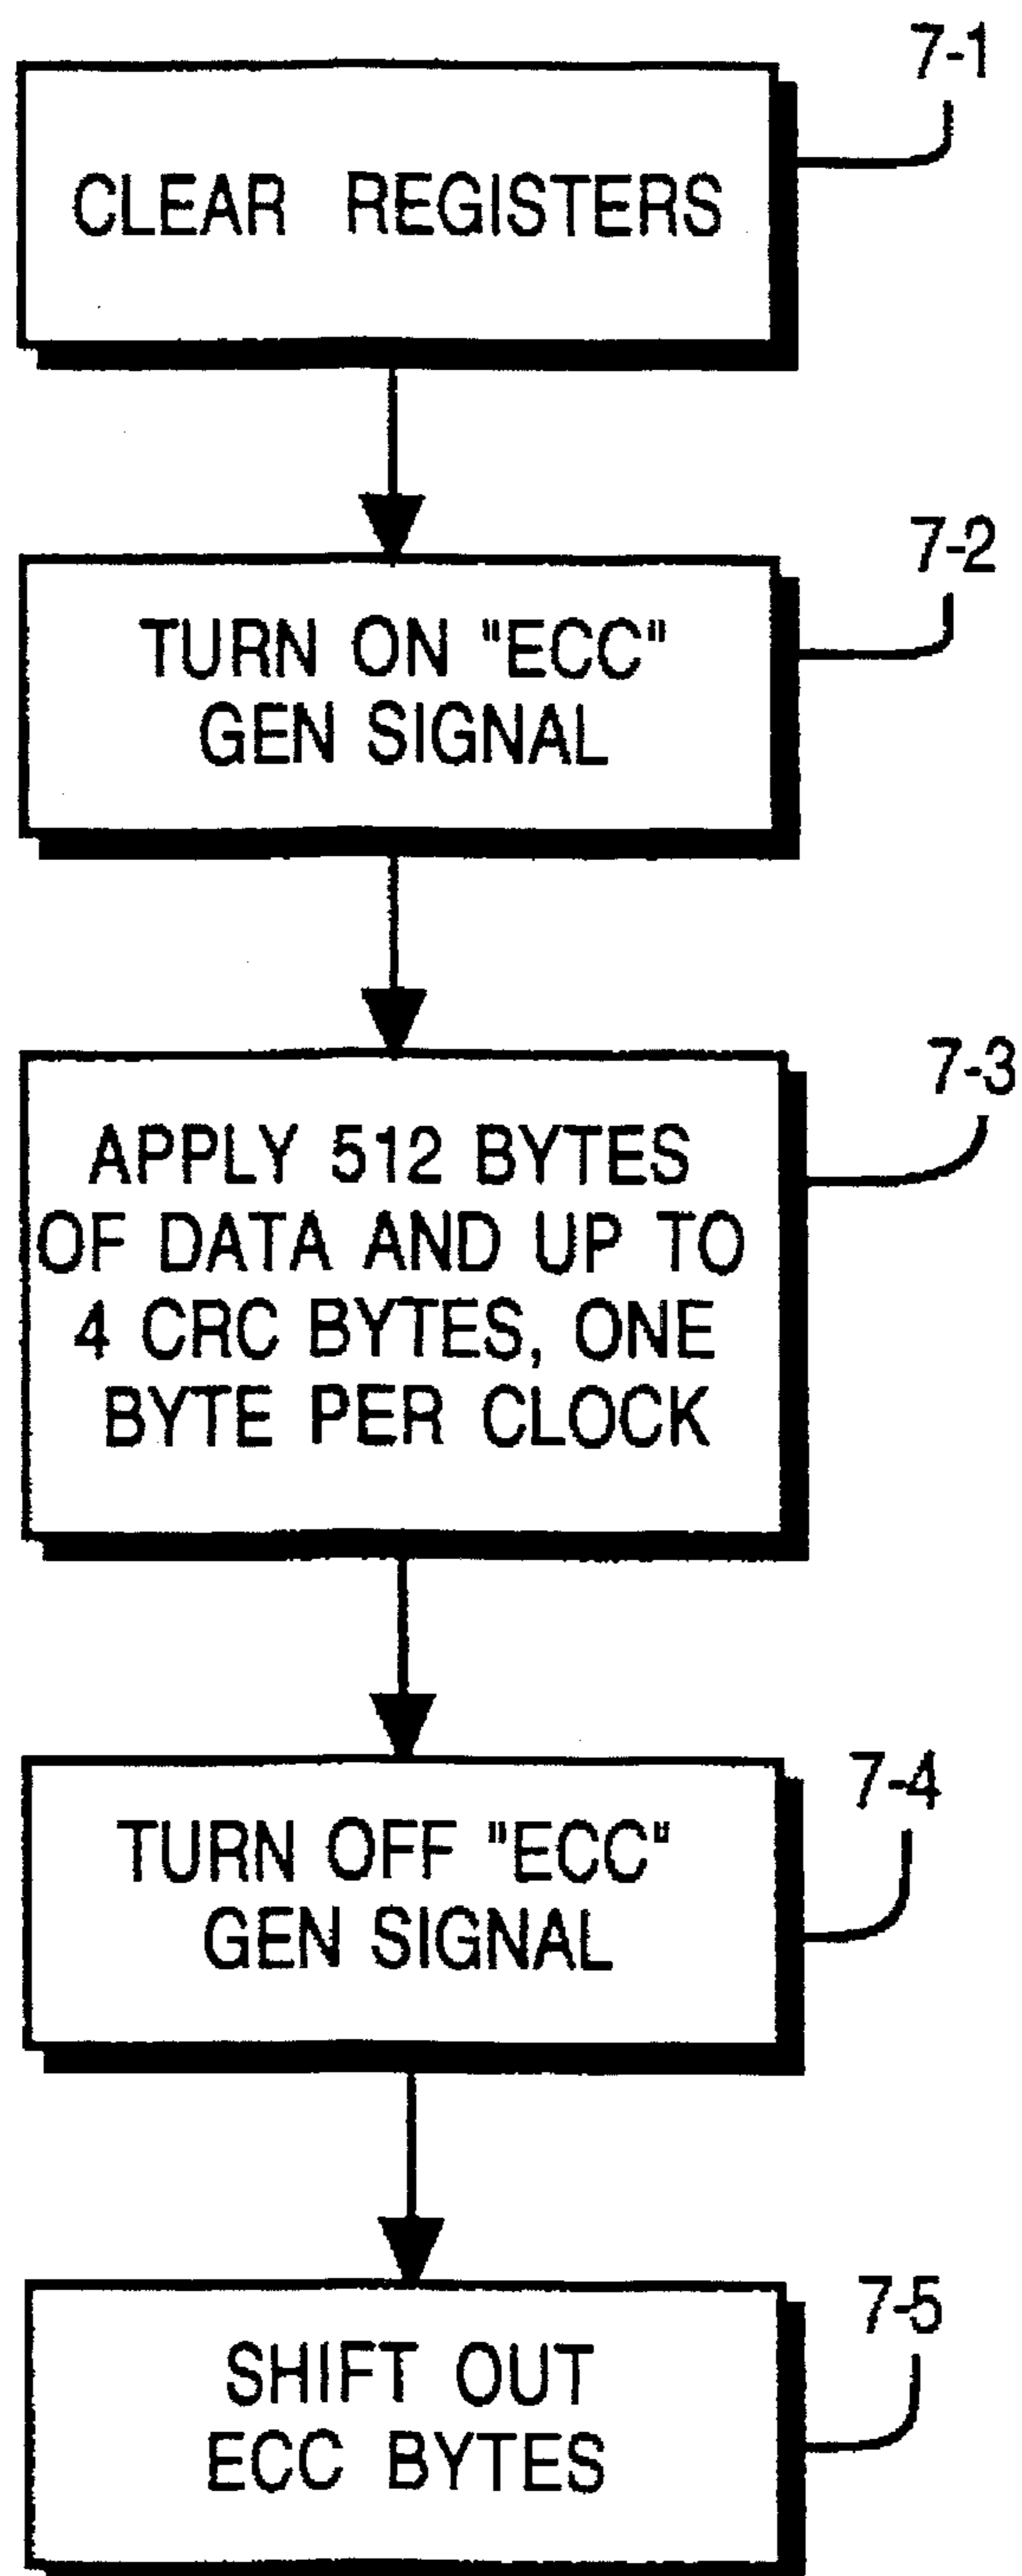 7-1
CLEAR REGISTERS
7-2
TURN ON "ECC"
GEN SIGNAL
7-3
APPLY 512 BYTES
OF DATA AND UP TO
4 CRC BYTES, ONE
BYTE PER CLOCK
7-4
TURN OFF "ECC"
GEN SIGNAL
7-5
SHIFT OUT
ECC BYTES